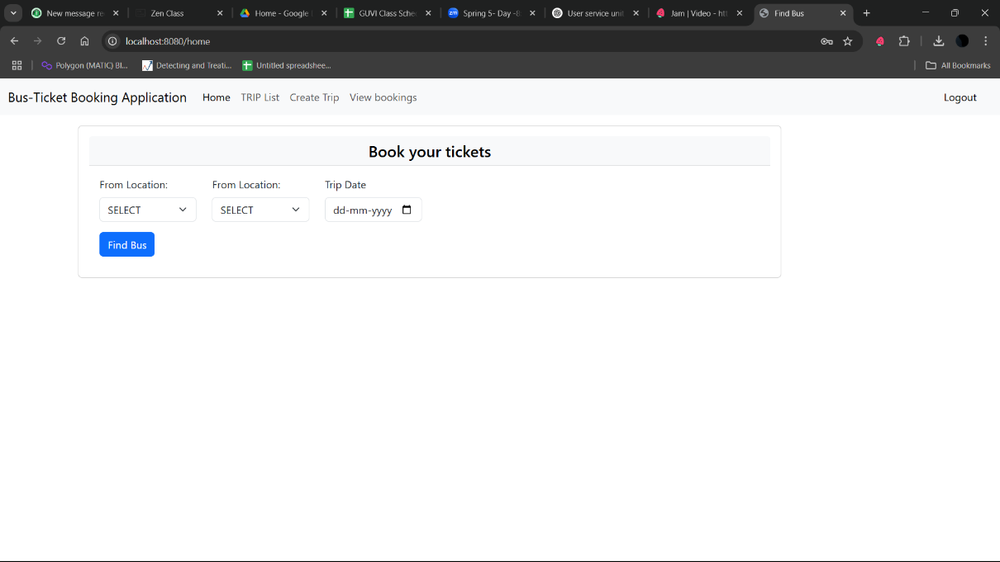 New message re
Zen Class
Home - Google
GUVI Class Sche
Spring 5- Day -8
User service unit
Jam | Video - htt
Find Bus
localhost:8080/home
Polygon (MATIC) Bl...
Detecting and Treati...
Untitled spreadshee...
All Bookmarks
Bus-Ticket Booking Application Home TRIP List Create Trip View bookings Logout
Book your tickets
From Location: From Location: Trip Date
SELECT SELECT dd-mm-yyyy
Find Bus